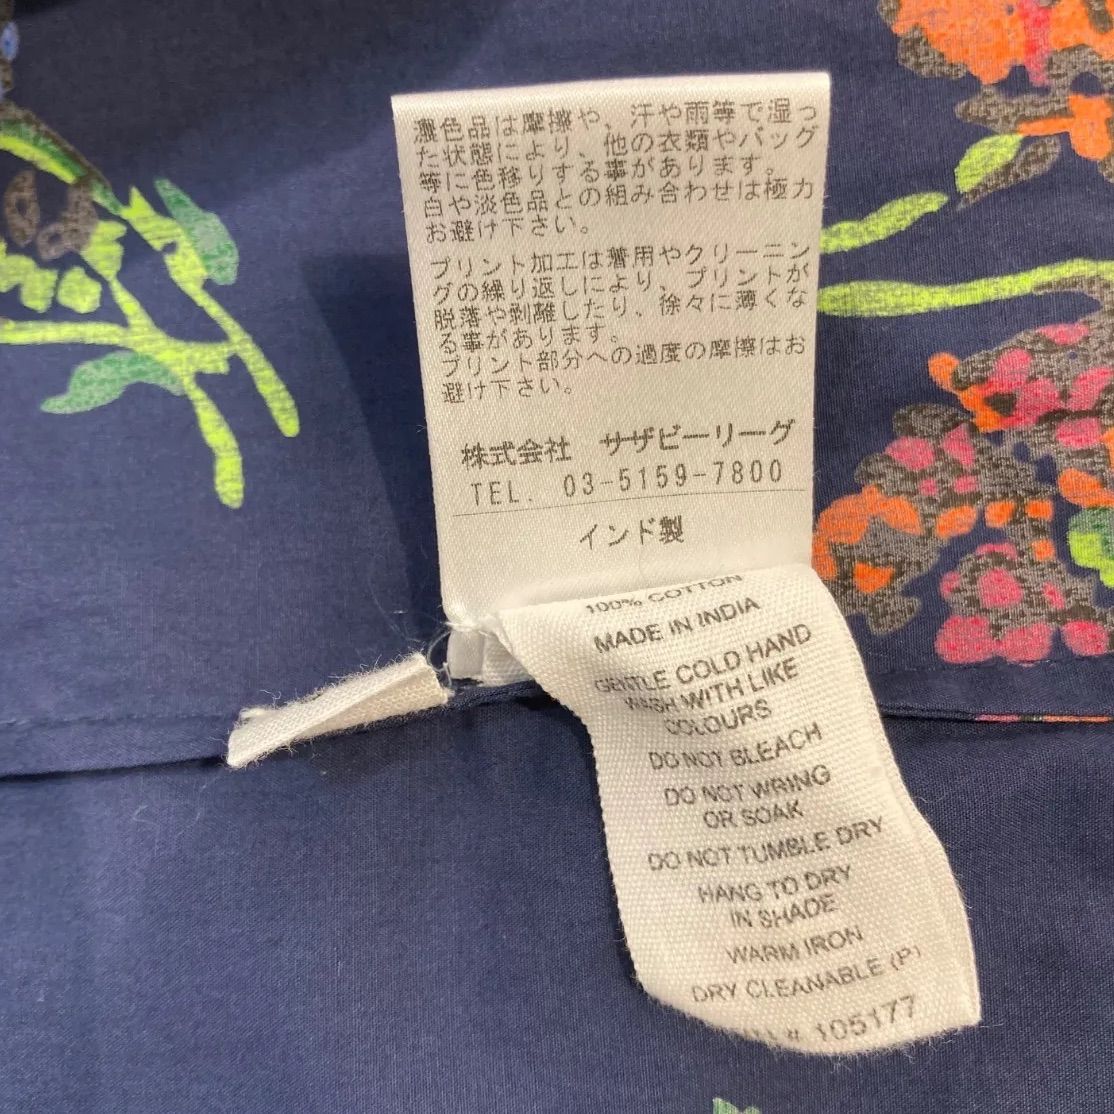 濃色品は摩擦や、汗や雨等で湿っ
た状態により、他の衣類やバッグ
等に色移りする事があります。
白や淡色品との組み合わせは極力
お避け下さい。
プリント加工は着用やクリーニン
グの繰り返しにより、プリントが
脱落や剥離したり、徐々に薄くな
る事があります。
プリント部分への過度の摩擦はお
避け下さい。
株式会社 サザビーリーグ
TEL. 03-5159-7800
インド製
100% COTTON
MADE IN INDIA
GENTLE COLD HAND
WASH WITH LIKE
COLOURS
DO NOT BLEACH
DO NOT WRING
OR SOAK
DO NOT TUMBLE DRY
HANG TO DRY
IN SHADE
WARM IRON
DRY CLEANABLE (P)
# 105177